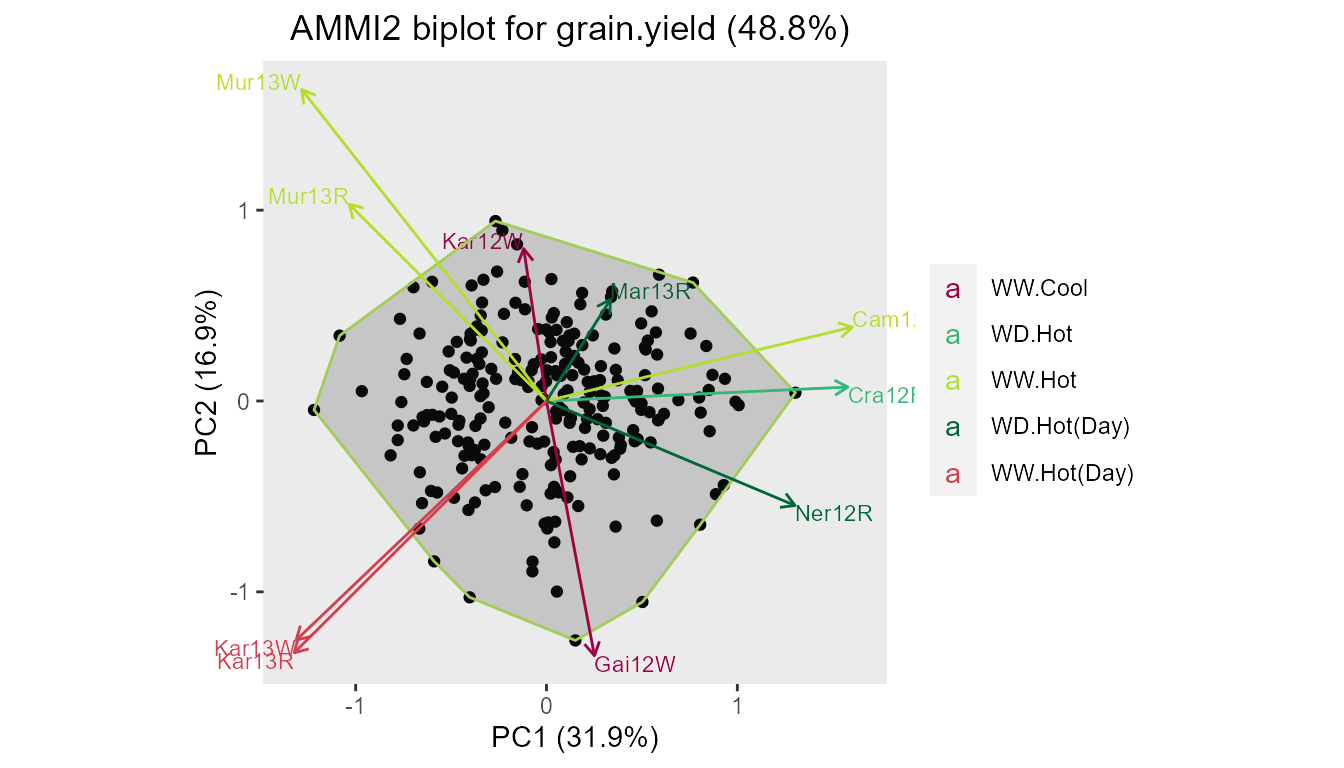 AMMI2 biplot for grain.yield (48.8%)
Mur13W
Mur13R
Kar12W
Mar13R
Cam12
Cra12R
Ner12R
Kar13W
Kar13R
Gai12W
PC2 (16.9%)
1
0
-1
-1
0
1
PC1 (31.9%)
a WW.Cool
a WD.Hot
a WW.Hot
a WD.Hot(Day)
a WW.Hot(Day)